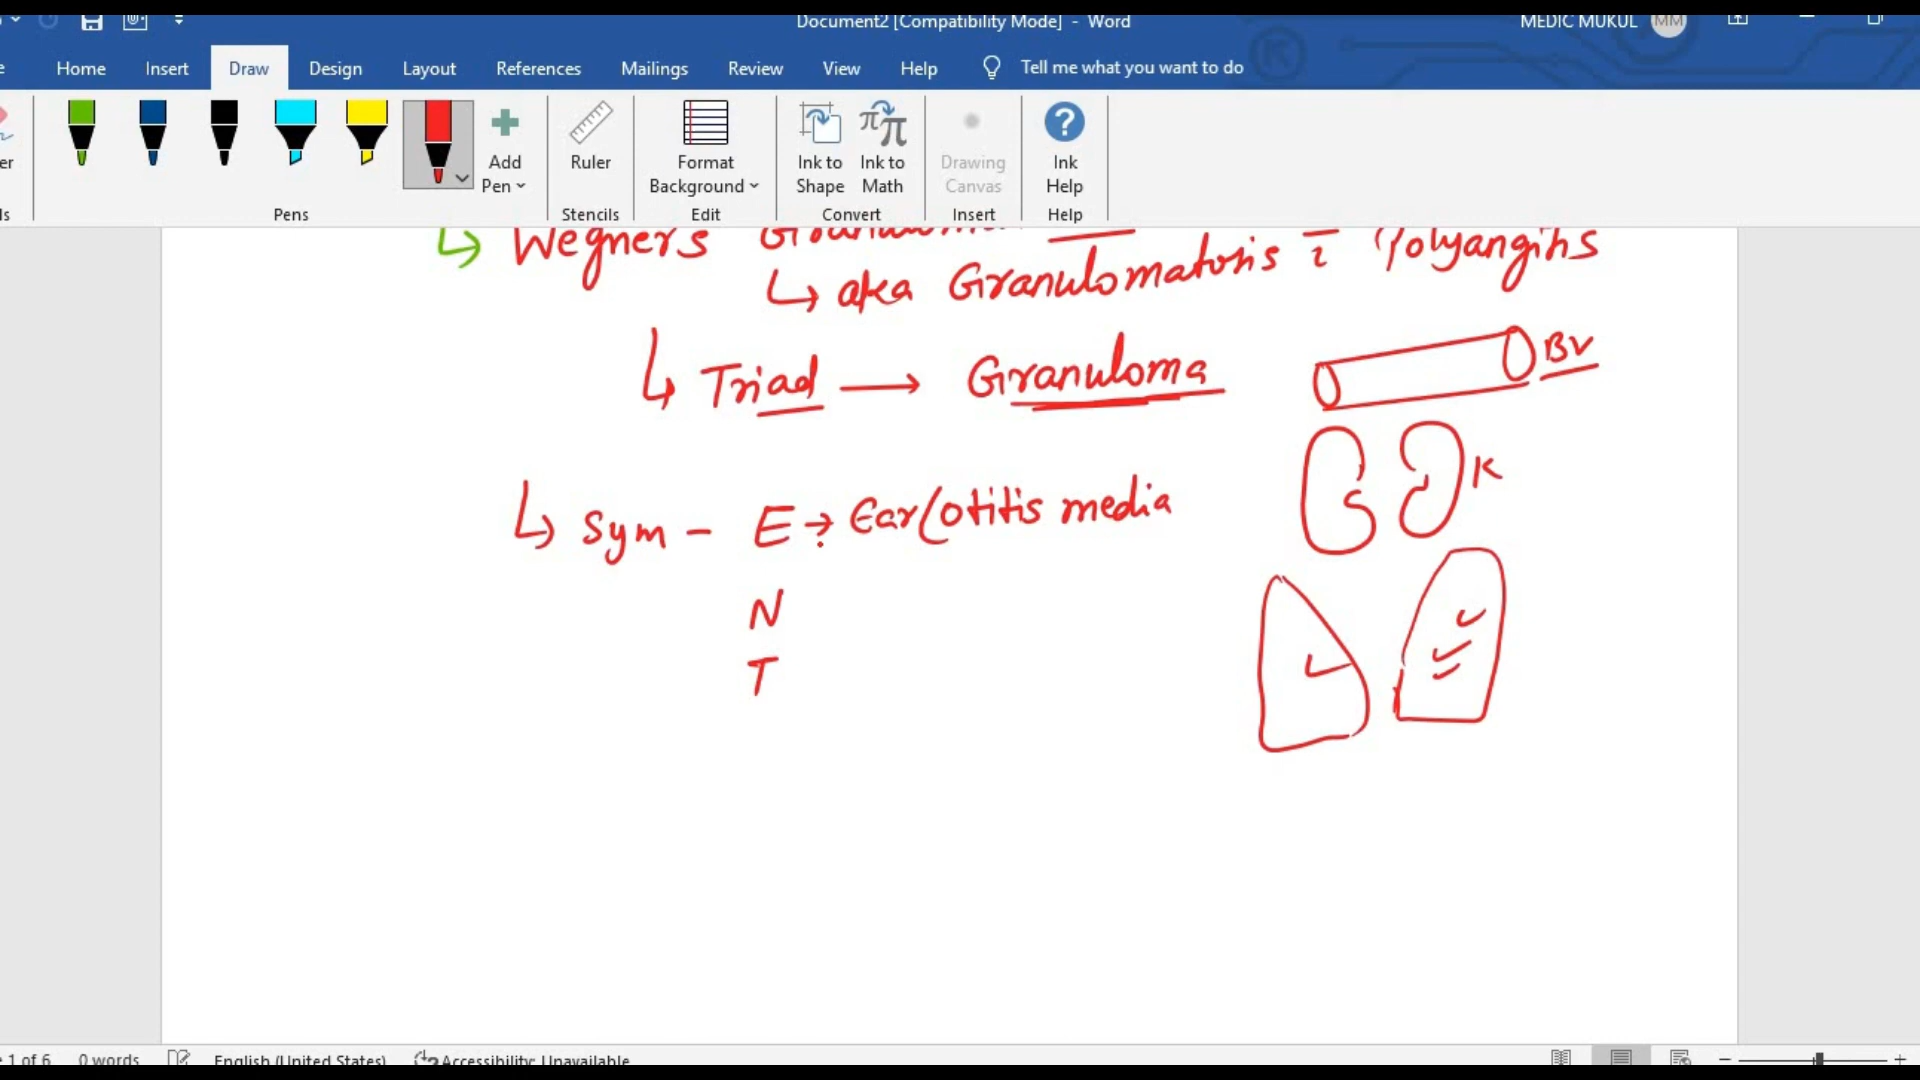 Document2 [Compatibility Mode] - Word
MEDIC MUKUL MM
Home Insert Draw Design Layout References Mailings Review View Help Tell me what you want to do
Add Pen
Ruler
Format Background
Ink to Shape
Ink to Math
Drawing Canvas
Ink Help
Pens Stencils Edit Convert Insert Help
↳ Wegners
↳ aka Granulomatosis c̄ Polyangitis
↳ Triad → Granuloma
BV
K
↳ Sym - E → Ear/otitis media
N
T
L
1 of 6 0 words English (United States) Accessibility: Unavailable